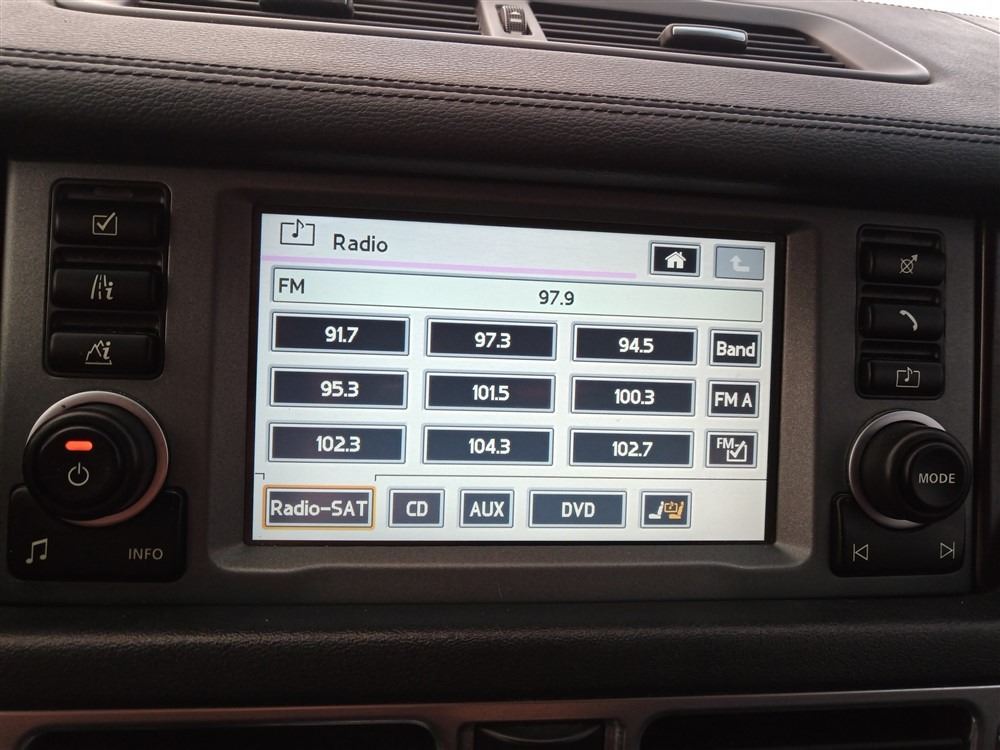 Radio
FM 97.9
91.7 97.3 94.5 Band
95.3 101.5 100.3 FM A
102.3 104.3 102.7 FM
Radio-SAT CD AUX DVD
INFO
MODE
i
i